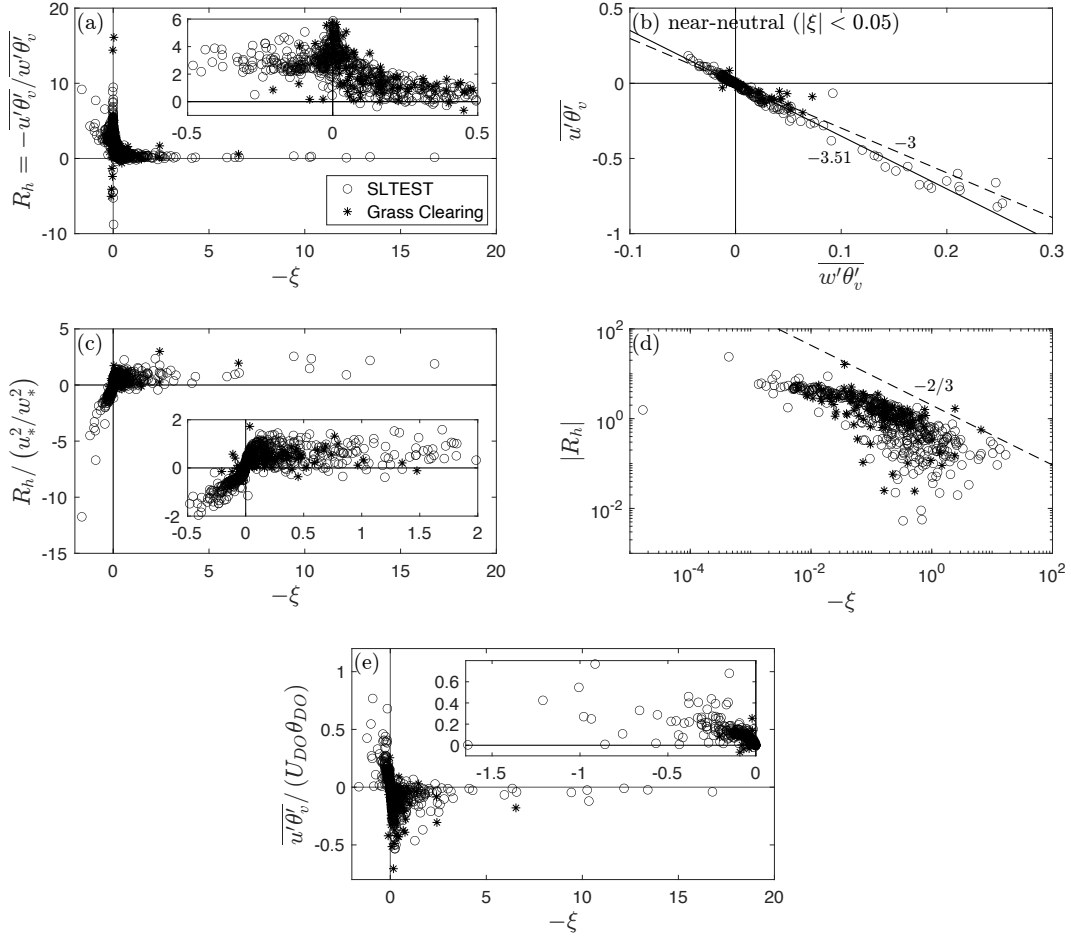 (a)
R_h = −\overline{u′θ′_v}/\overline{w′θ′_v}
20
10
0
-10
0 5 10 15 20
−ξ
6
4
2
0
-0.5 0 0.5
SLTEST
Grass Clearing
(b) near-neutral (|ξ| < 0.05)
\overline{u′θ′_v}
0
-0.5
-1
-0.1 0 0.1 0.2 0.3
\overline{w′θ′_v}
−3
−3.51
(c)
R_h/(u_*^2/w_*^2)
5
0
-5
-10
-15
0 5 10 15 20
−ξ
2
0
-2
-0.5 0 0.5 1 1.5 2
(d)
|R_h|
10^2
10^0
10^{-2}
10^{-4} 10^{-2} 10^0 10^2
−ξ
−2/3
(e)
\overline{u′θ′_v}/(U_{DO}θ_{DO})
1
0.5
0
-0.5
0 5 10 15 20
−ξ
0.6
0.4
0.2
0
-1.5 -1 -0.5 0